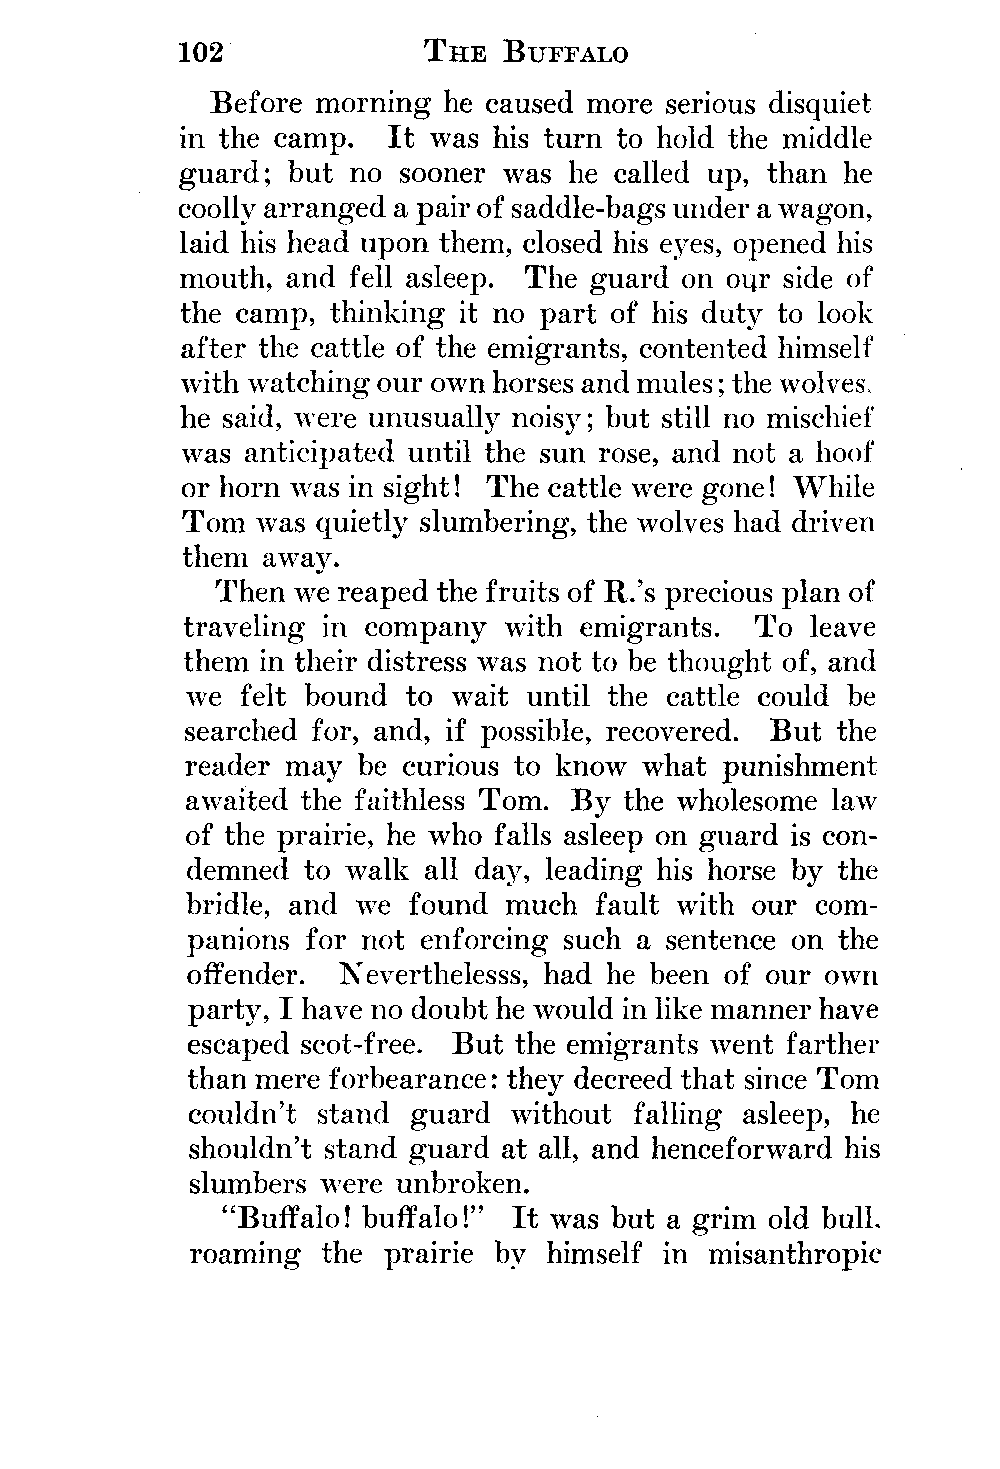 102 THE BUFFALO
Before morning he caused more serious disquiet
in the camp. It was his turn to hold the middle
guard; but no sooner was he called up, than he
coolly arranged a pair of saddle-bags under a wagon,
laid his head upon them, closed his eyes, opened his
mouth, and fell asleep. The guard on our side of
the camp, thinking it no part of his duty to look
after the cattle of the emigrants, contented himself
with watching our own horses and mules; the wolves,
he said, were unusually noisy; but still no mischief
was anticipated until the sun rose, and not a hoof
or horn was in sight! The cattle were gone! While
Tom was quietly slumbering, the wolves had driven
them away.
Then we reaped the fruits of R.'s precious plan of
traveling in company with emigrants. To leave
them in their distress was not to be thought of, and
we felt bound to wait until the cattle could be
searched for, and, if possible, recovered. But the
reader may be curious to know what punishment
awaited the faithless Tom. By the wholesome law
of the prairie, he who falls asleep on guard is con-
demned to walk all day, leading his horse by the
bridle, and we found much fault with our com-
panions for not enforcing such a sentence on the
offender. Neverthelesss, had he been of our own
party, I have no doubt he would in like manner have
escaped scot-free. But the emigrants went farther
than mere forbearance: they decreed that since Tom
couldn't stand guard without falling asleep, he
shouldn't stand guard at all, and henceforward his
slumbers were unbroken.
"Buffalo! buffalo!" It was but a grim old bull,
roaming the prairie by himself in misanthropic